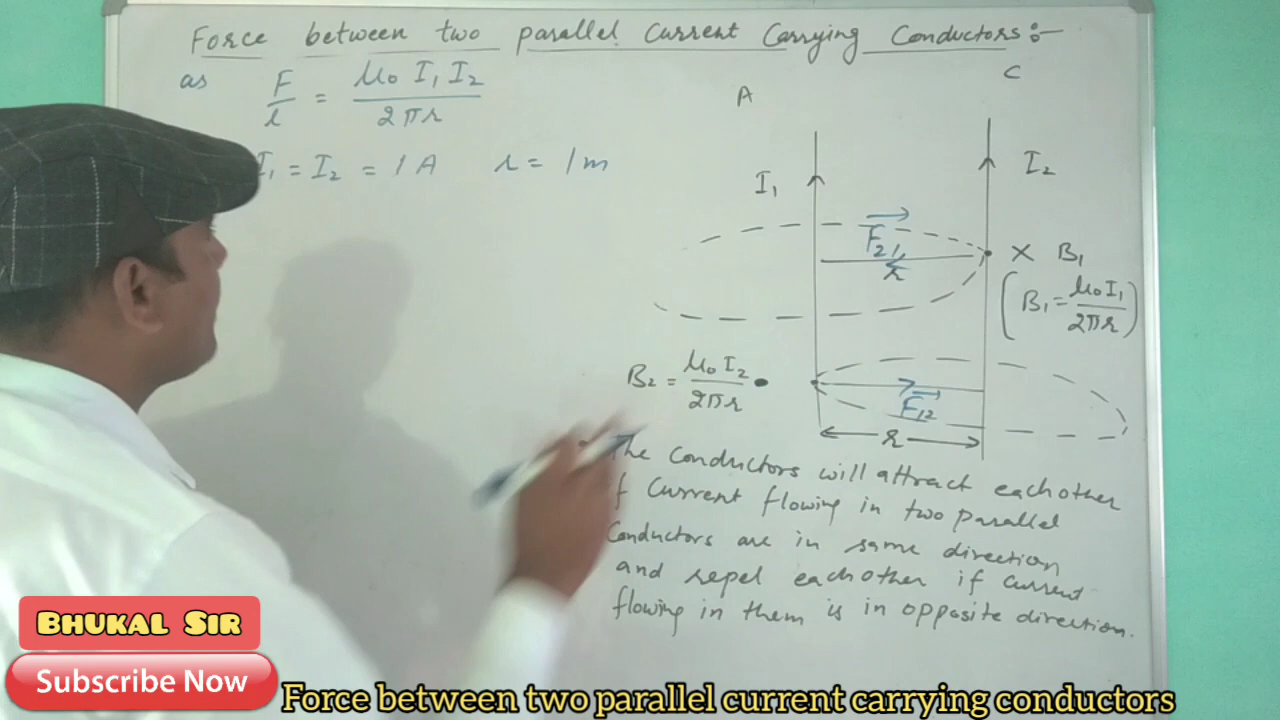 Force between two parallel Current Carrying Conductors :-
as F/l = μ₀ I₁ I₂ / 2πr
I₁ = I₂ = 1A r = 1m
A
C
I₁
I₂
F₂₁
r
X B₁
(B₁ = μ₀ I₁ / 2πr)
B₂ = μ₀ I₂ / 2πr
F₁₂
r
The Conductors will attract each other
if Current flowing in two parallel
Conductors are in same direction
and repel each other if current
flowing in them is in opposite direction.
BHUKAL SIR
Subscribe Now
Force between two parallel current carrying conductors